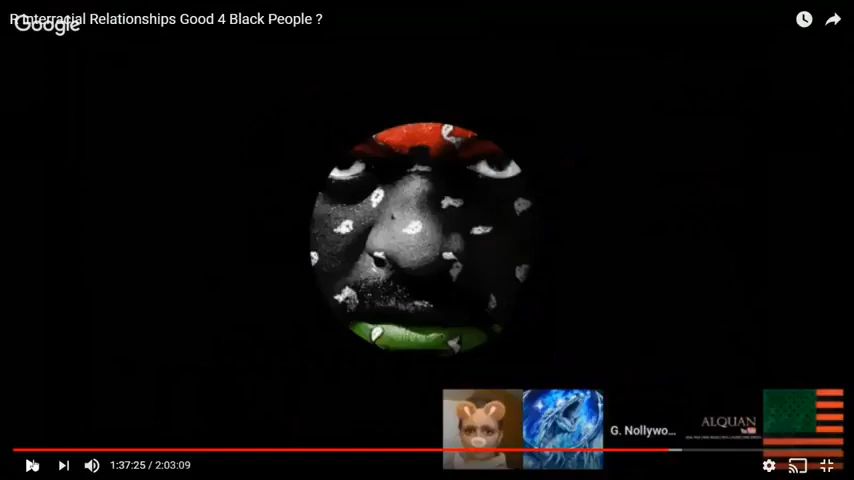 R Interracial Relationships Good 4 Black People ?
Google
G. Nollywo...
ALQUAN
1:37:25 / 2:03:09